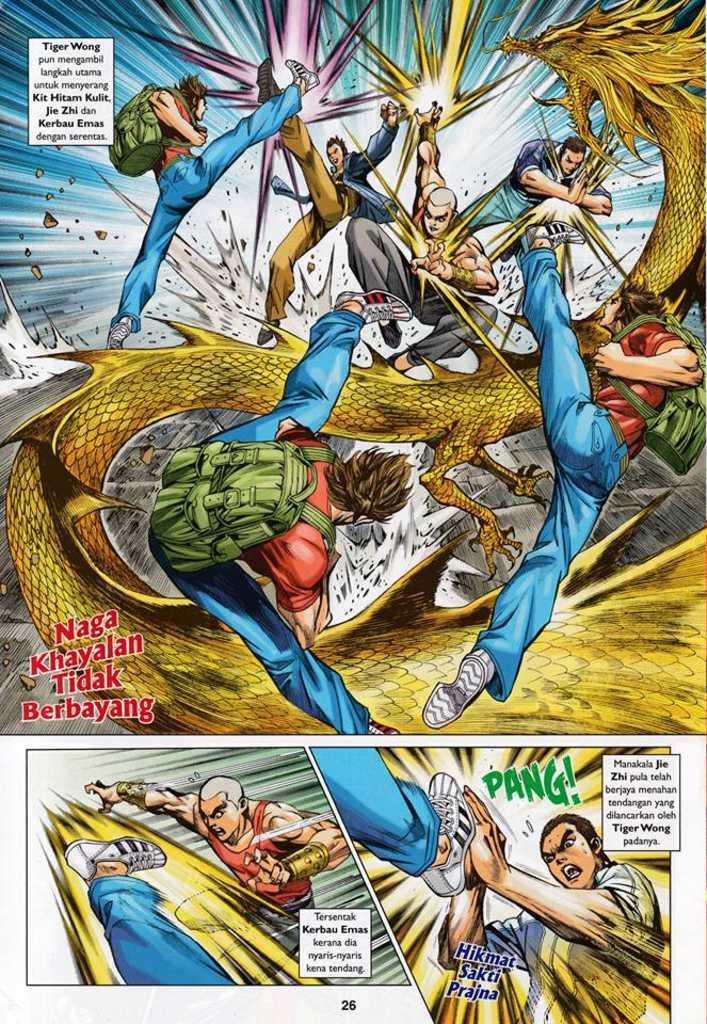 Tiger Wong
pun mengambil
langkah utama
untuk menyerang
Kit Hitam Kulit,
Jie Zhi dan
Kerbau Emas
dengan serentas.
Naga
Khayalan
Tidak
Berbayang
Tersentak
Kerbau Emas
kerana dia
nyaris-nyaris
kena tendang.
PANG!
Manakala Jie
Zhi pula telah
berjaya menahan
tendangan yang
dilancarkan oleh
Tiger Wong
padanya.
Hikmat
Sakti
Prajna
26